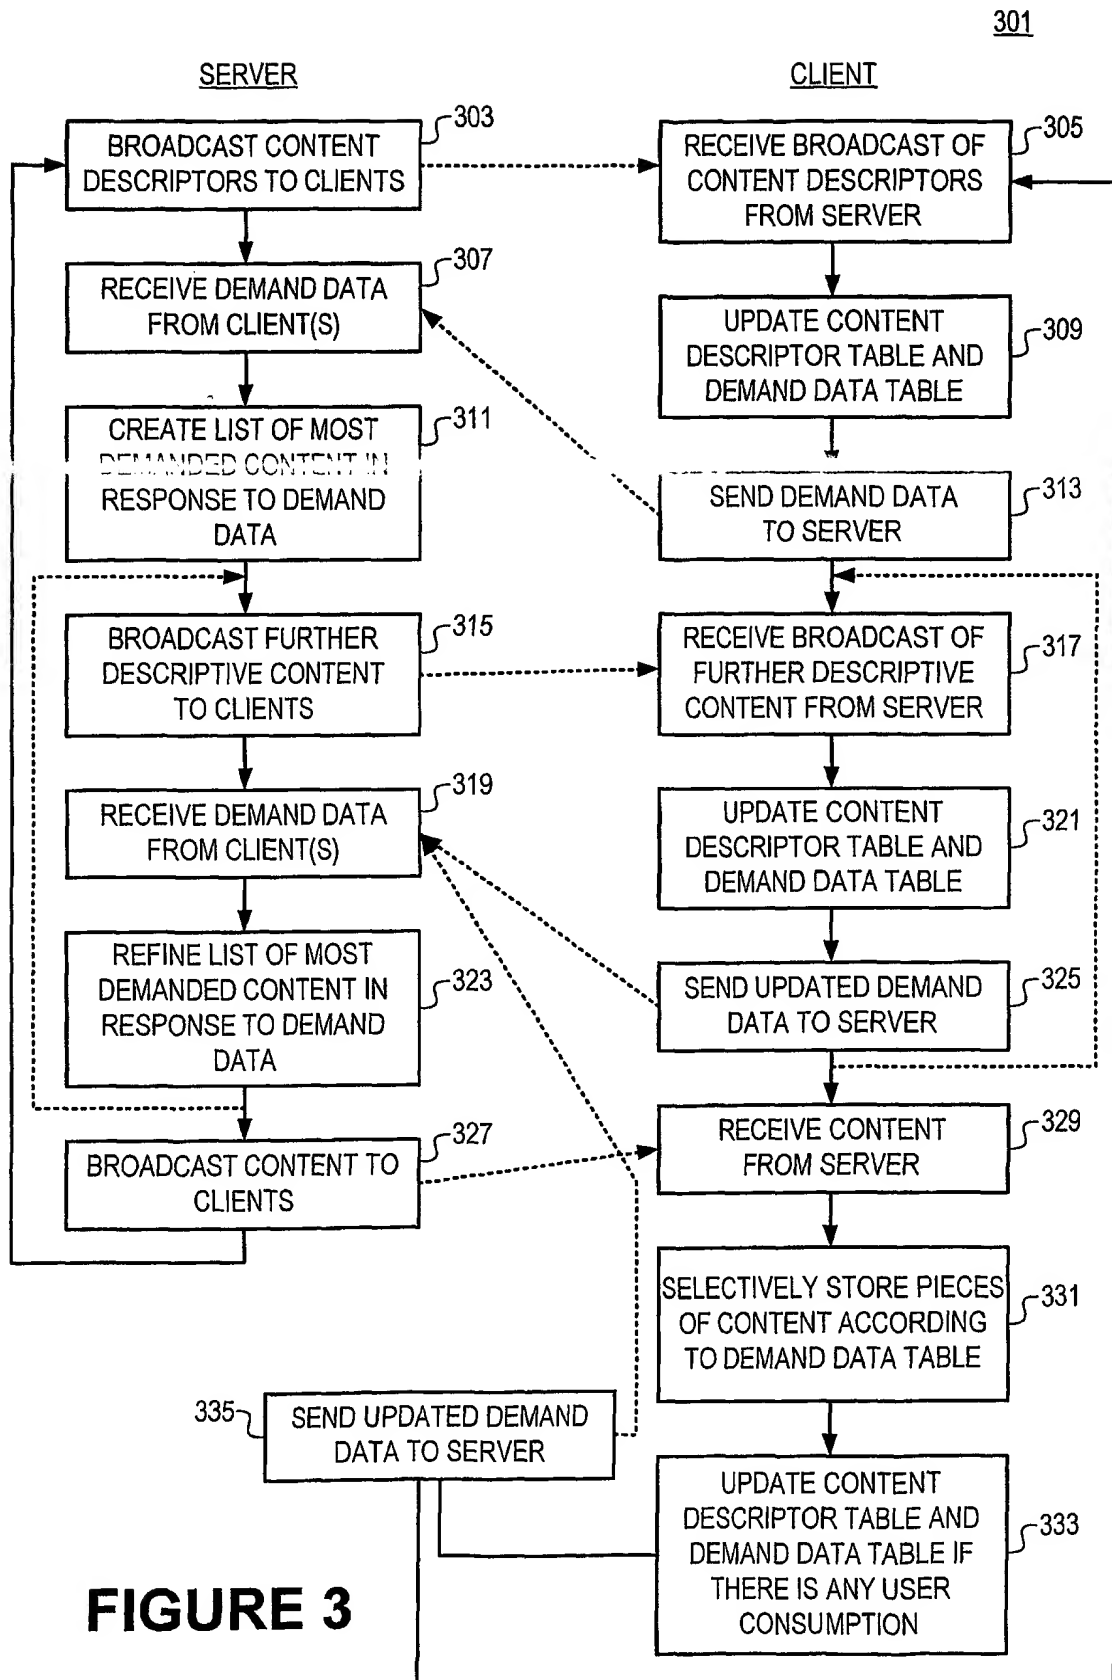 301
SERVER
CLIENT
303
BROADCAST CONTENT
DESCRIPTORS TO CLIENTS
305
RECEIVE BROADCAST OF
CONTENT DESCRIPTORS
FROM SERVER
307
RECEIVE DEMAND DATA
FROM CLIENT(S)
309
UPDATE CONTENT
DESCRIPTOR TABLE AND
DEMAND DATA TABLE
311
CREATE LIST OF MOST
DEMANDED CONTENT IN
RESPONSE TO DEMAND
DATA
313
SEND DEMAND DATA
TO SERVER
315
BROADCAST FURTHER
DESCRIPTIVE CONTENT
TO CLIENTS
317
RECEIVE BROADCAST OF
FURTHER DESCRIPTIVE
CONTENT FROM SERVER
319
RECEIVE DEMAND DATA
FROM CLIENT(S)
321
UPDATE CONTENT
DESCRIPTOR TABLE AND
DEMAND DATA TABLE
323
REFINE LIST OF MOST
DEMANDED CONTENT IN
RESPONSE TO DEMAND
DATA
325
SEND UPDATED DEMAND
DATA TO SERVER
327
BROADCAST CONTENT TO
CLIENTS
329
RECEIVE CONTENT
FROM SERVER
331
SELECTIVELY STORE PIECES
OF CONTENT ACCORDING
TO DEMAND DATA TABLE
335
SEND UPDATED DEMAND
DATA TO SERVER
333
UPDATE CONTENT
DESCRIPTOR TABLE AND
DEMAND DATA TABLE IF
THERE IS ANY USER
CONSUMPTION
FIGURE 3